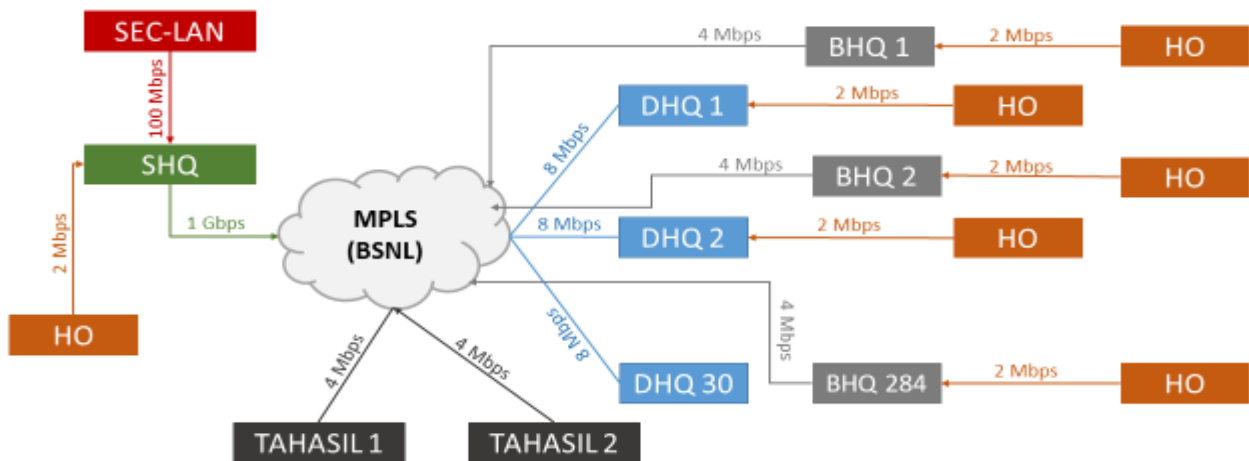 SEC-LAN
4 Mbps
BHQ 1
2 Mbps
HO
100 Mbps
DHQ 1
2 Mbps
HO
8 Mbps
SHQ
4 Mbps
BHQ 2
2 Mbps
HO
MPLS
(BSNL)
1 Gbps
8 Mbps
DHQ 2
2 Mbps
HO
2 Mbps
HO
8 Mbps
4 Mbps
4 Mbps
4 Mbps
DHQ 30
BHQ 284
2 Mbps
HO
TAHASIL 1
TAHASIL 2